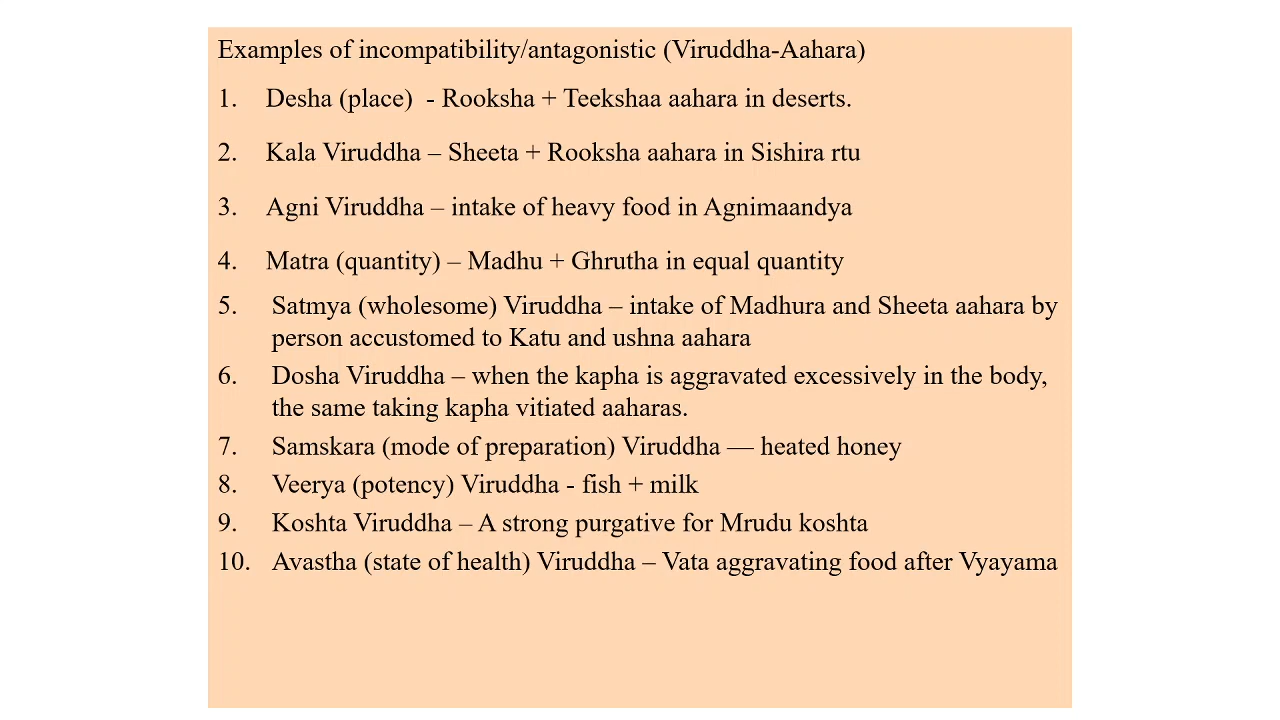 Examples of incompatibility/antagonistic (Viruddha-Aahara)
1. Desha (place) - Rooksha + Teekshaa aahara in deserts.
2. Kala Viruddha – Sheeta + Rooksha aahara in Sishira rtu
3. Agni Viruddha – intake of heavy food in Agnimaandya
4. Matra (quantity) – Madhu + Ghrutha in equal quantity
5. Satmya (wholesome) Viruddha – intake of Madhura and Sheeta aahara by
person accustomed to Katu and ushna aahara
6. Dosha Viruddha – when the kapha is aggravated excessively in the body,
the same taking kapha vitiated aaharas.
7. Samskara (mode of preparation) Viruddha — heated honey
8. Veerya (potency) Viruddha - fish + milk
9. Koshta Viruddha – A strong purgative for Mrudu koshta
10. Avastha (state of health) Viruddha – Vata aggravating food after Vyayama